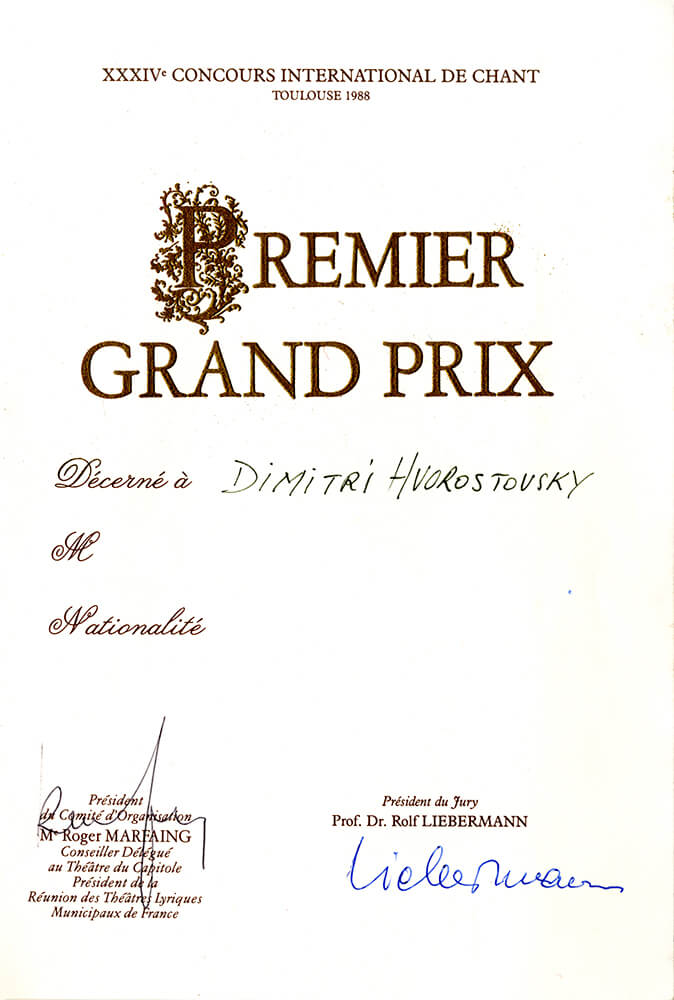 XXXIVe CONCOURS INTERNATIONAL DE CHANT
TOULOUSE 1988
PREMIER
GRAND PRIX
Décerné à DIMITRI HVOROSTOVSKY
M
Nationalité
Président
du Comité d'Organisation
Me Roger MARFAING
Conseiller Délégué
au Théâtre du Capitole
Président de la
Réunion des Théâtres Lyriques
Municipaux de France
Président du Jury
Prof. Dr. Rolf LIEBERMANN
Liebermann